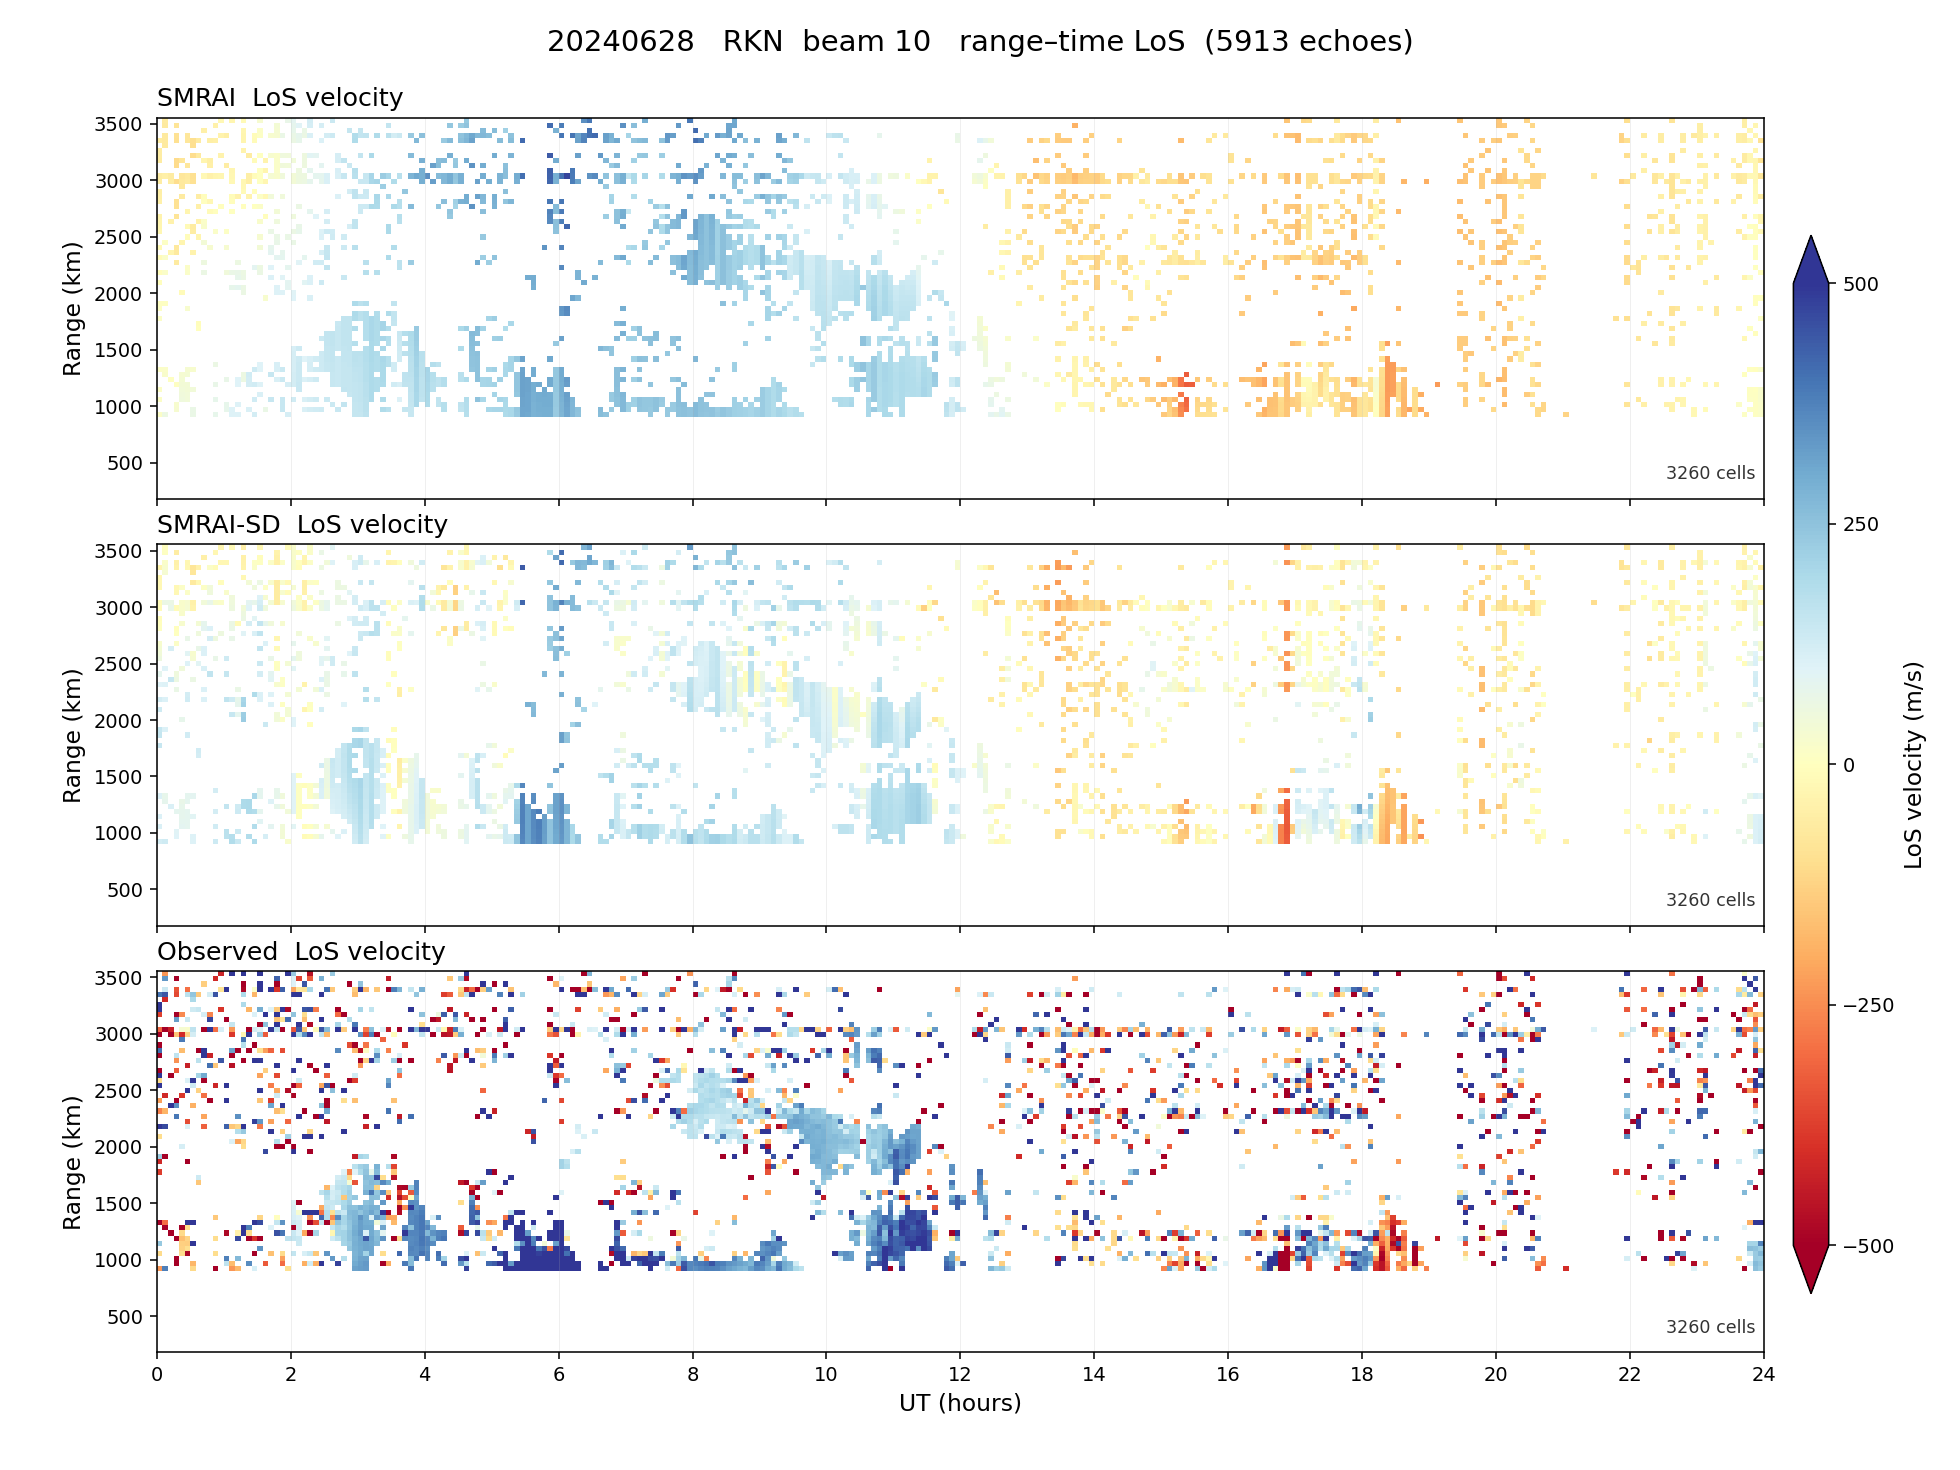 20240628   RKN  beam 10   range–time LoS  (5913 echoes)
SMRAI  LoS velocity
3500
3000
2500
2000
1500
1000
500
Range (km)
3260 cells
SMRAI-SD  LoS velocity
3500
3000
2500
2000
1500
1000
500
Range (km)
3260 cells
Observed  LoS velocity
3500
3000
2500
2000
1500
1000
500
Range (km)
3260 cells
0 2 4 6 8 10 12 14 16 18 20 22 24
UT (hours)
500
250
0
−250
−500
LoS velocity (m/s)